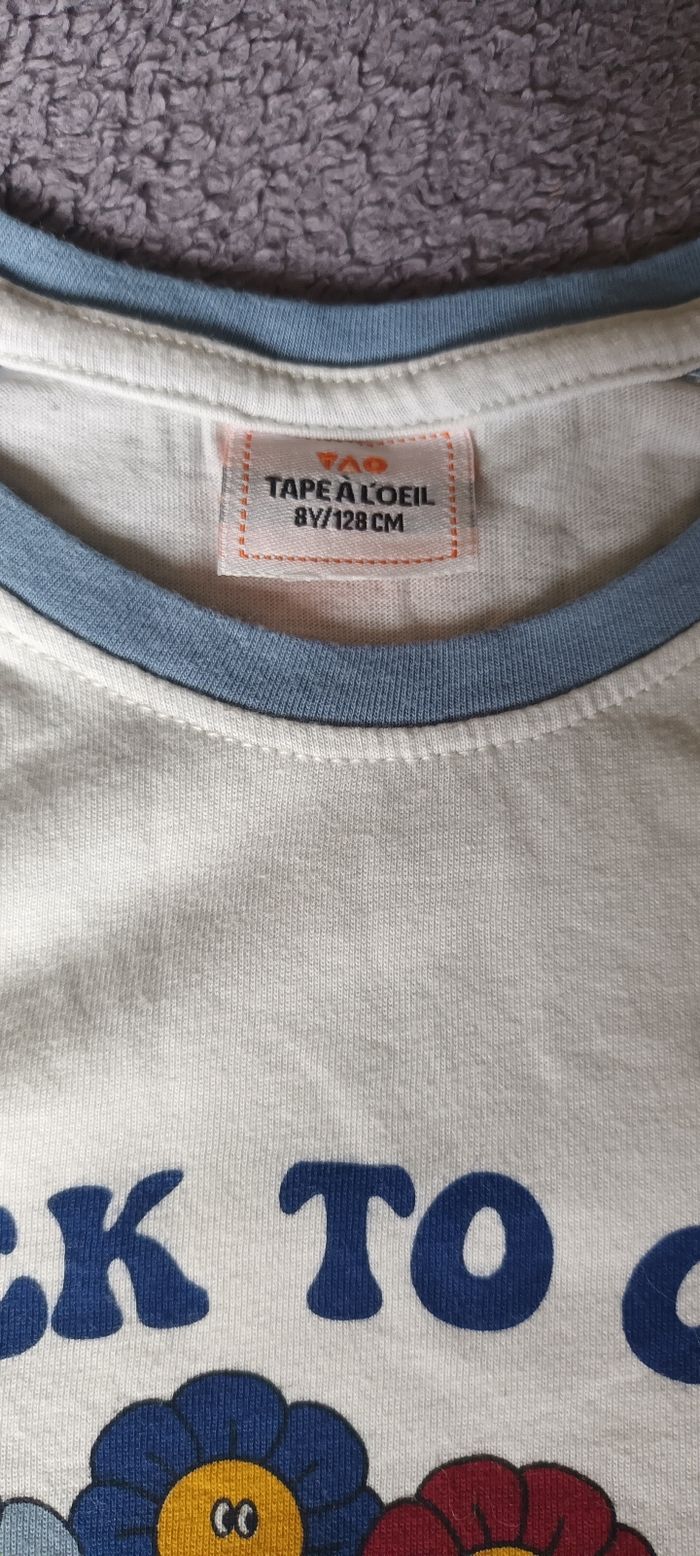 TAO
TAPE À L'OEIL
8Y/128 CM
CK TO